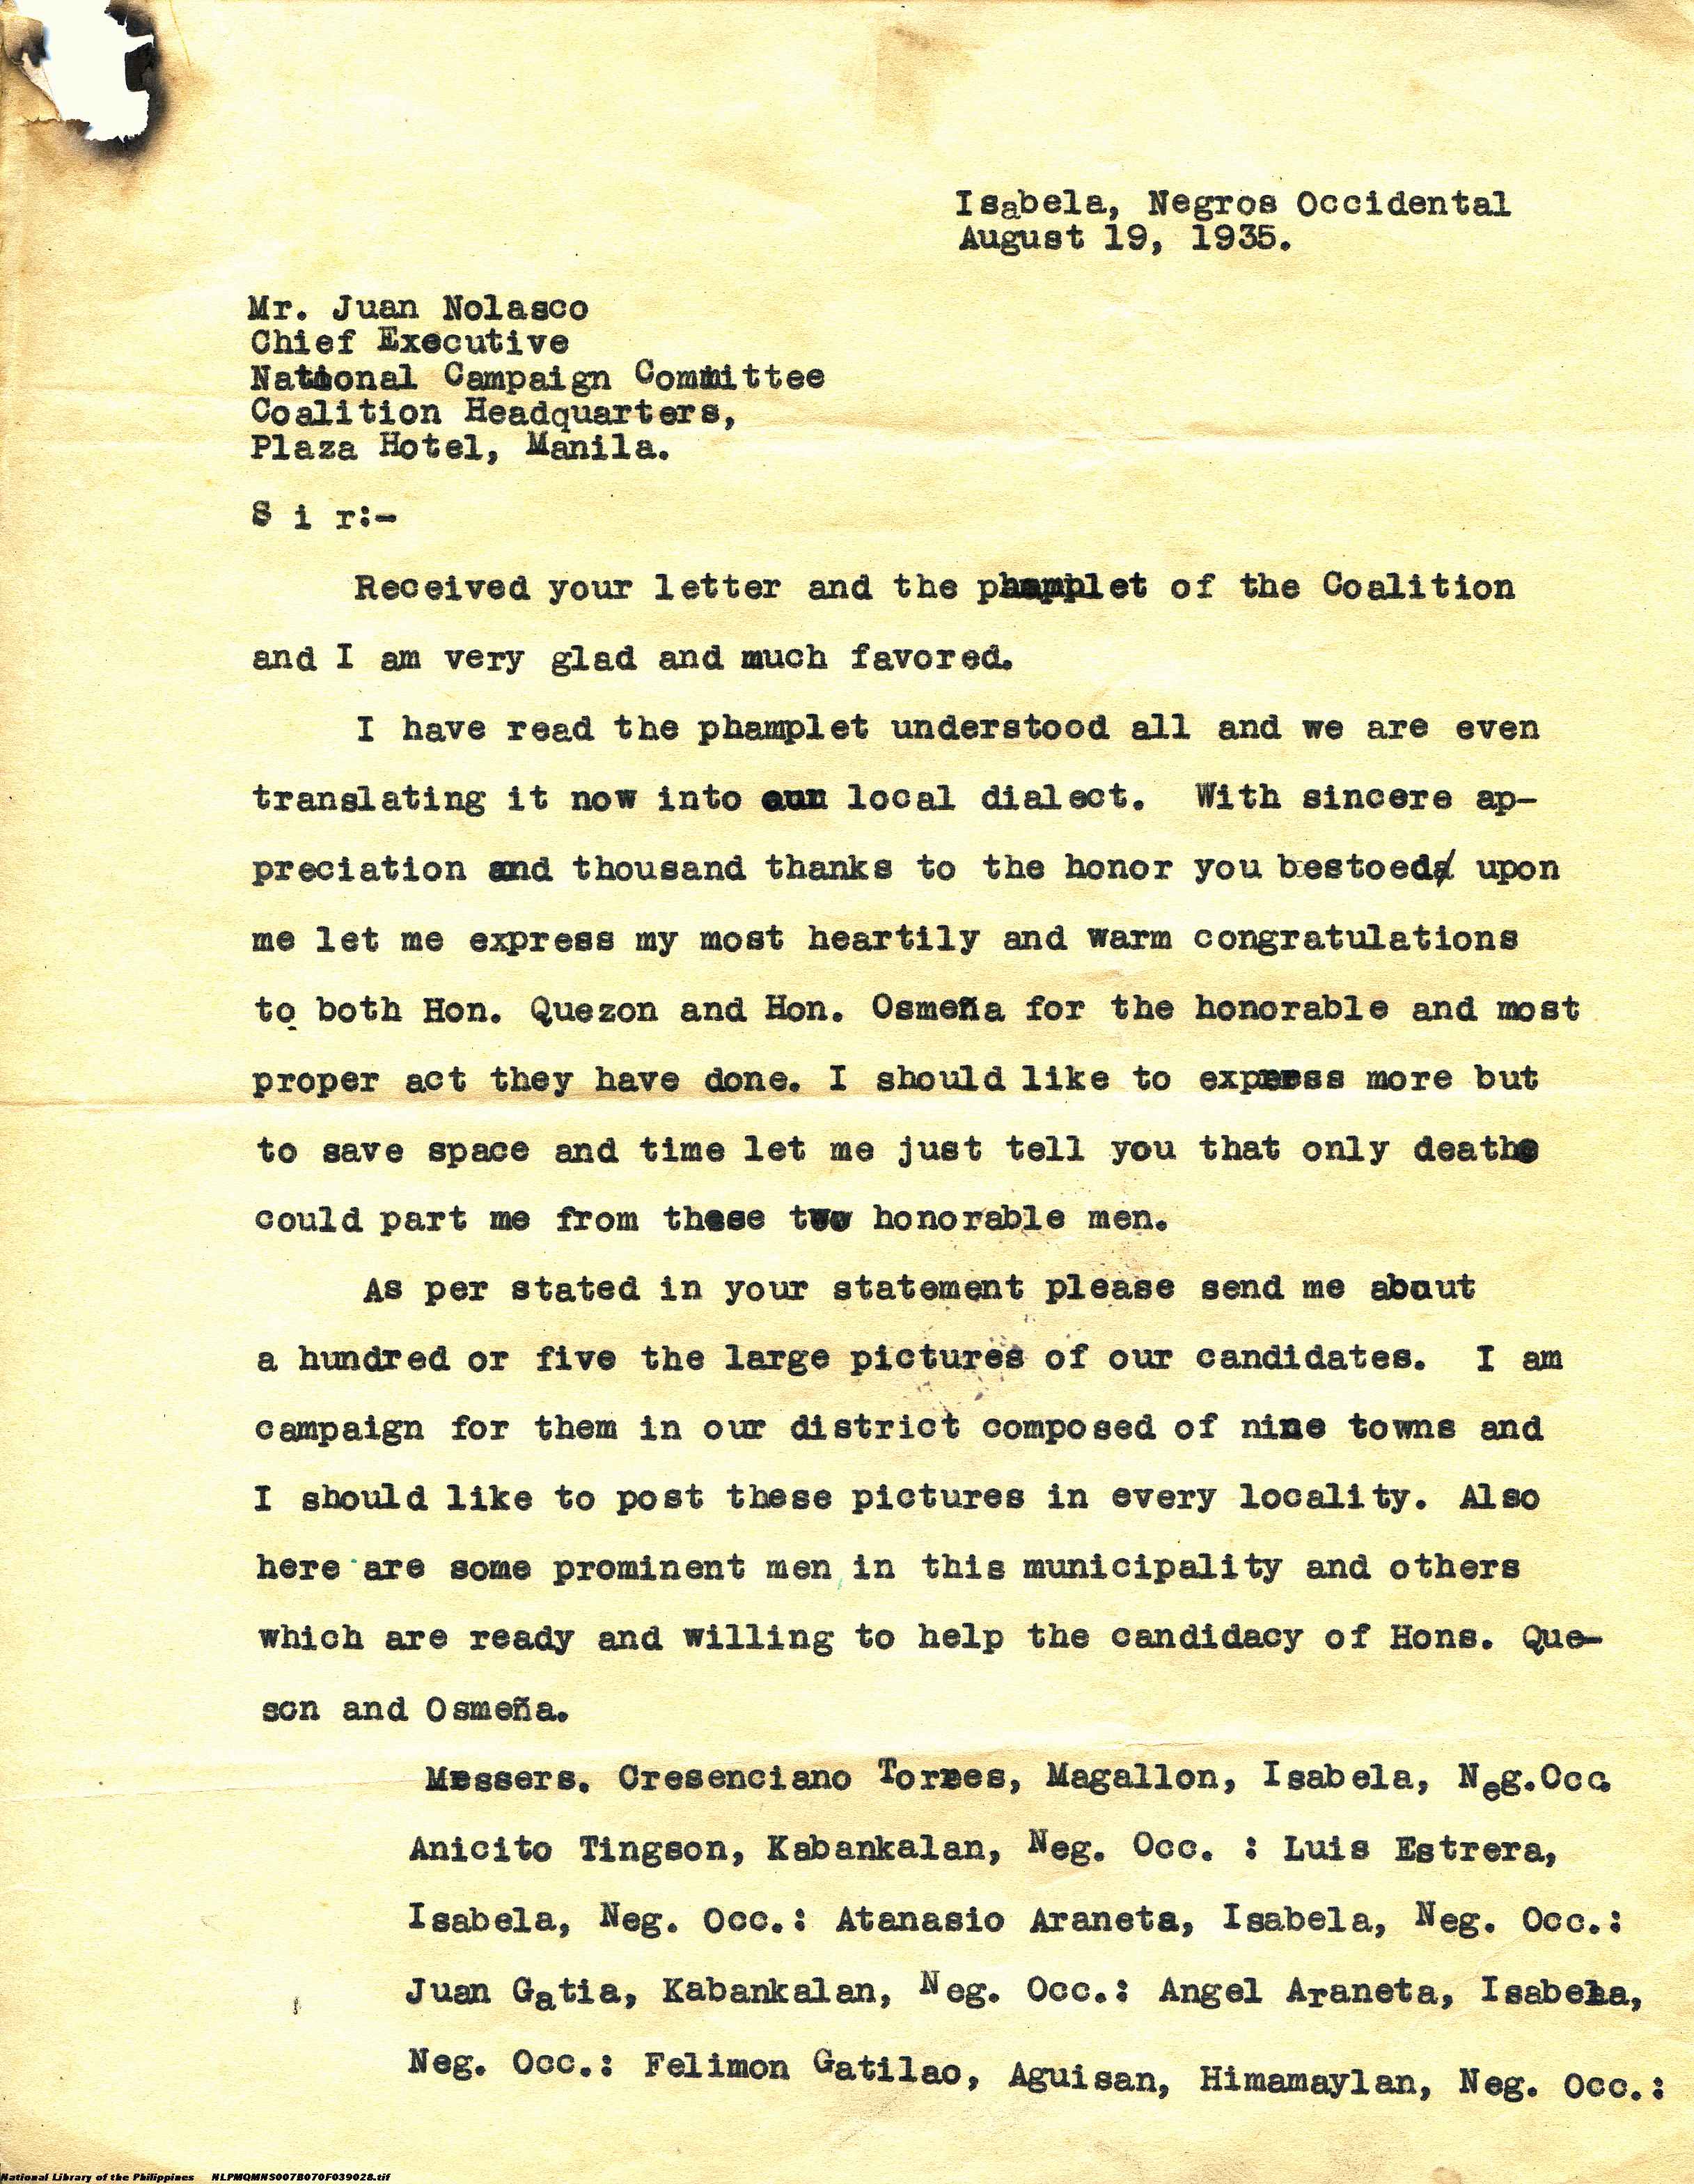 Isabela, Negros Occidental
August 19, 1935.
Mr. Juan Nolasco
Chief Executive
National Campaign Committee
Coalition Headquarters,
Plaza Hotel, Manila.
S i r:-
Received your letter and the phamplet of the Coalition
and I am very glad and much favored.
I have read the phamplet understood all and we are even
translating it now into our local dialect. With sincere ap-
preciation and thousand thanks to the honor you bestoed upon
me let me express my most heartily and warm congratulations
to both Hon. Quezon and Hon. Osmeña for the honorable and most
proper act they have done. I should like to express more but
to save space and time let me just tell you that only death
could part me from these two honorable men.
As per stated in your statement please send me about
a hundred or five the large pictures of our candidates. I am
campaign for them in our district composed of nine towns and
I should like to post these pictures in every locality. Also
here are some prominent men in this municipality and others
which are ready and willing to help the candidacy of Hons. Que-
son and Osmeña.
Messers. Cresenciano Torres, Magallon, Isabela, Neg.Occ.
Anicito Tingson, Kabankalan, Neg. Occ. : Luis Estrera,
Isabela, Neg. Occ.: Atanasio Araneta, Isabela, Neg. Occ.:
Juan Gatia, Kabankalan, Neg. Occ.: Angel Araneta, Isabela,
Neg. Occ.: Felimon Gatilao, Aguisan, Himamaylan, Neg. Occ.:
National Library of the Philippines NLPMQMNS007B070F039028.tif